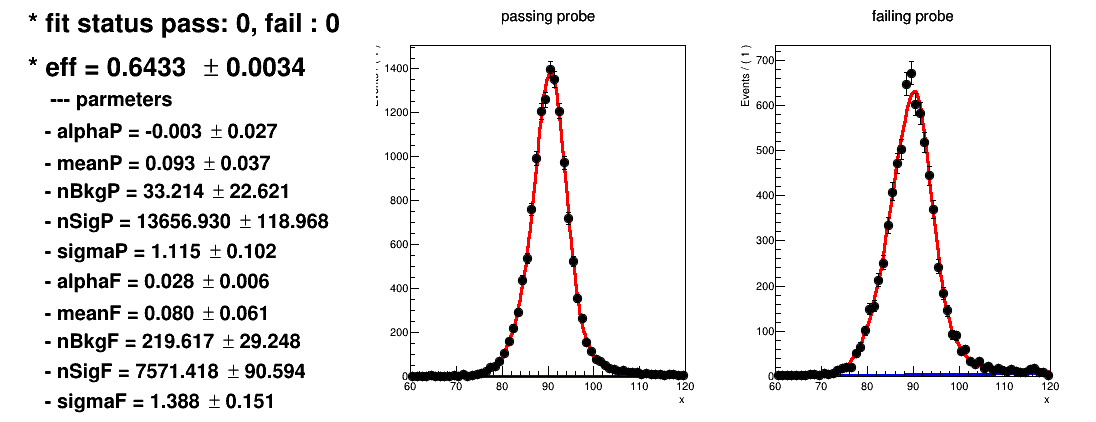 * fit status pass: 0, fail : 0
* eff = 0.6433 ± 0.0034
--- parmeters
- alphaP = -0.003 ± 0.027
- meanP = 0.093 ± 0.037
- nBkgP = 33.214 ± 22.621
- nSigP = 13656.930 ± 118.968
- sigmaP = 1.115 ± 0.102
- alphaF = 0.028 ± 0.006
- meanF = 0.080 ± 0.061
- nBkgF = 219.617 ± 29.248
- nSigF = 7571.418 ± 90.594
- sigmaF = 1.388 ± 0.151
passing probe
1400
1200
1000
800
600
400
200
0
60 70 80 90 100 110 120
x
failing probe
Events / ( 1 )
700
600
500
400
300
200
100
0
60 70 80 90 100 110 120
x